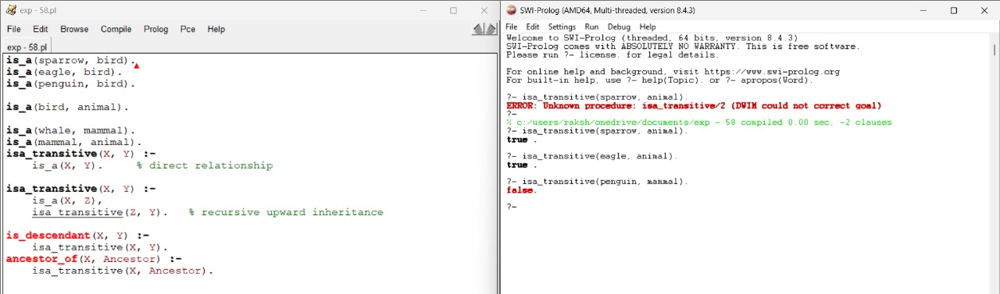 exp - 58.pl
File Edit Browse Compile Prolog Pce Help
exp - 58.pl
is_a(sparrow, bird).
is_a(eagle, bird).
is_a(penguin, bird).
is_a(bird, animal).
is_a(whale, mammal).
is_a(mammal, animal).
isa_transitive(X, Y) :-
is_a(X, Y). % direct relationship
isa_transitive(X, Y) :-
is_a(X, Z),
isa_transitive(Z, Y). % recursive upward inheritance
is_descendant(X, Y) :-
isa_transitive(X, Y).
ancestor_of(X, Ancestor) :-
isa_transitive(X, Ancestor).
SWI-Prolog (AMD64, Multi-threaded, version 8.4.3)
File Edit Settings Run Debug Help
Welcome to SWI-Prolog (threaded, 64 bits, version 8.4.3)
SWI-Prolog comes with ABSOLUTELY NO WARRANTY. This is free software.
Please run ?- license. for legal details.
For online help and background, visit https://www.swi-prolog.org
For built-in help, use ?- help(Topic). or ?- apropos(Word).
?- isa_transitive(sparrow, animal).
ERROR: Unknown procedure: isa_transitive/2 (DWIM could not correct goal)
?-
% c:/users/raksh/onedrive/documents/exp - 58 compiled 0.00 sec, -2 clauses
?- isa_transitive(sparrow, animal).
true .
?- isa_transitive(eagle, animal).
true .
?- isa_transitive(penguin, mammal).
false.
?-